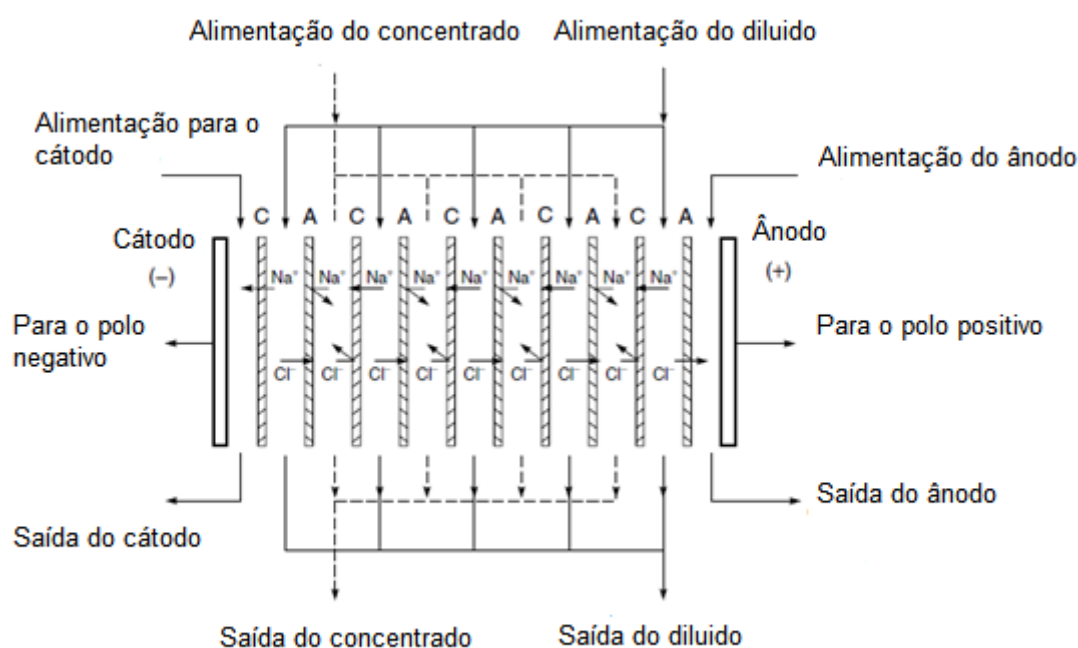 Alimentação do concentrado
Alimentação do diluido
Alimentação para o
cátodo
Alimentação do ânodo
C A C A C A C A C A
Cátodo
(–)
Ânodo
(+)
Na⁺ Na⁺ Na⁺ Na⁺ Na⁺ Na⁺ Na⁺ Na⁺ Na⁺
Para o polo
negativo
Para o polo positivo
Cl⁻ Cl⁻ Cl⁻ Cl⁻ Cl⁻ Cl⁻ Cl⁻ Cl⁻ Cl⁻
Saída do cátodo
Saída do ânodo
Saída do concentrado
Saída do diluido